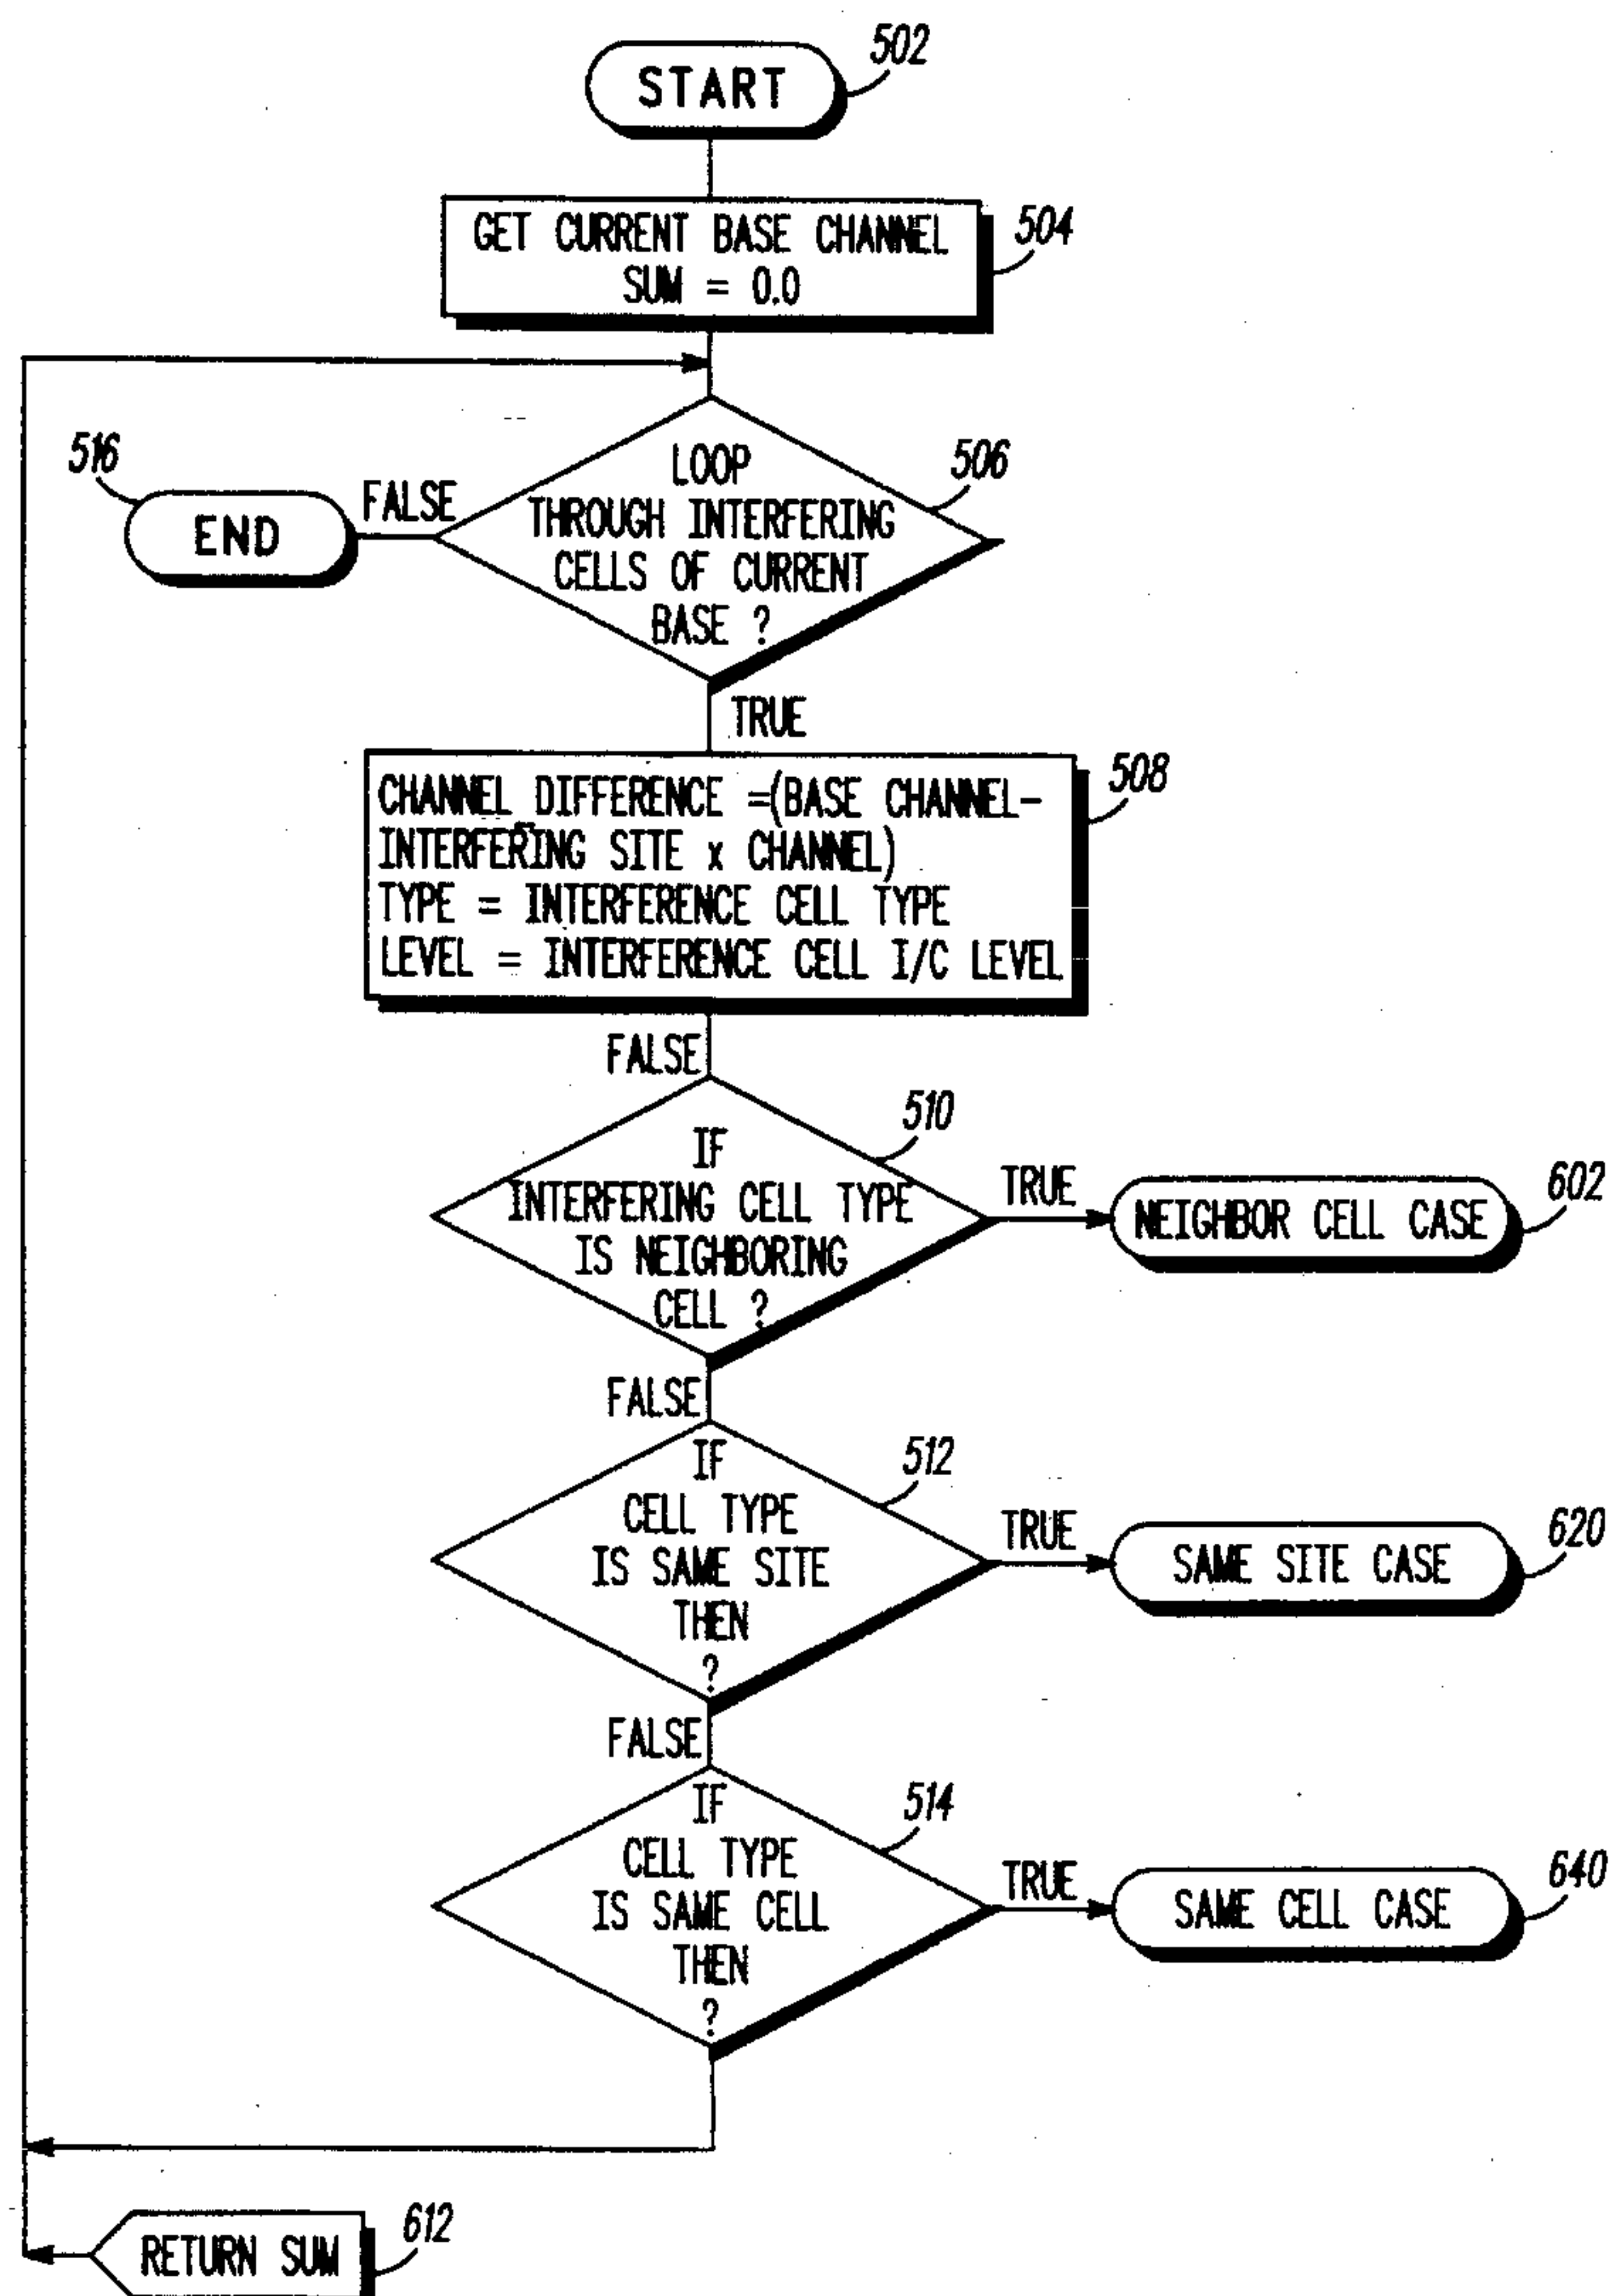 START
502
GET CURRENT BASE CHANNEL
SUM = 0.0
504
LOOP
THROUGH INTERFERING
CELLS OF CURRENT
BASE ?
506
FALSE
END
516
TRUE
CHANNEL DIFFERENCE =(BASE CHANNEL-
INTERFERING SITE x CHANNEL)
TYPE = INTERFERENCE CELL TYPE
LEVEL = INTERFERENCE CELL I/C LEVEL
508
FALSE
IF
INTERFERING CELL TYPE
IS NEIGHBORING
CELL ?
510
TRUE
NEIGHBOR CELL CASE
602
FALSE
IF
CELL TYPE
IS SAME SITE
THEN
?
512
TRUE
SAME SITE CASE
620
FALSE
IF
CELL TYPE
IS SAME CELL
THEN
?
514
TRUE
SAME CELL CASE
640
RETURN SUM
612